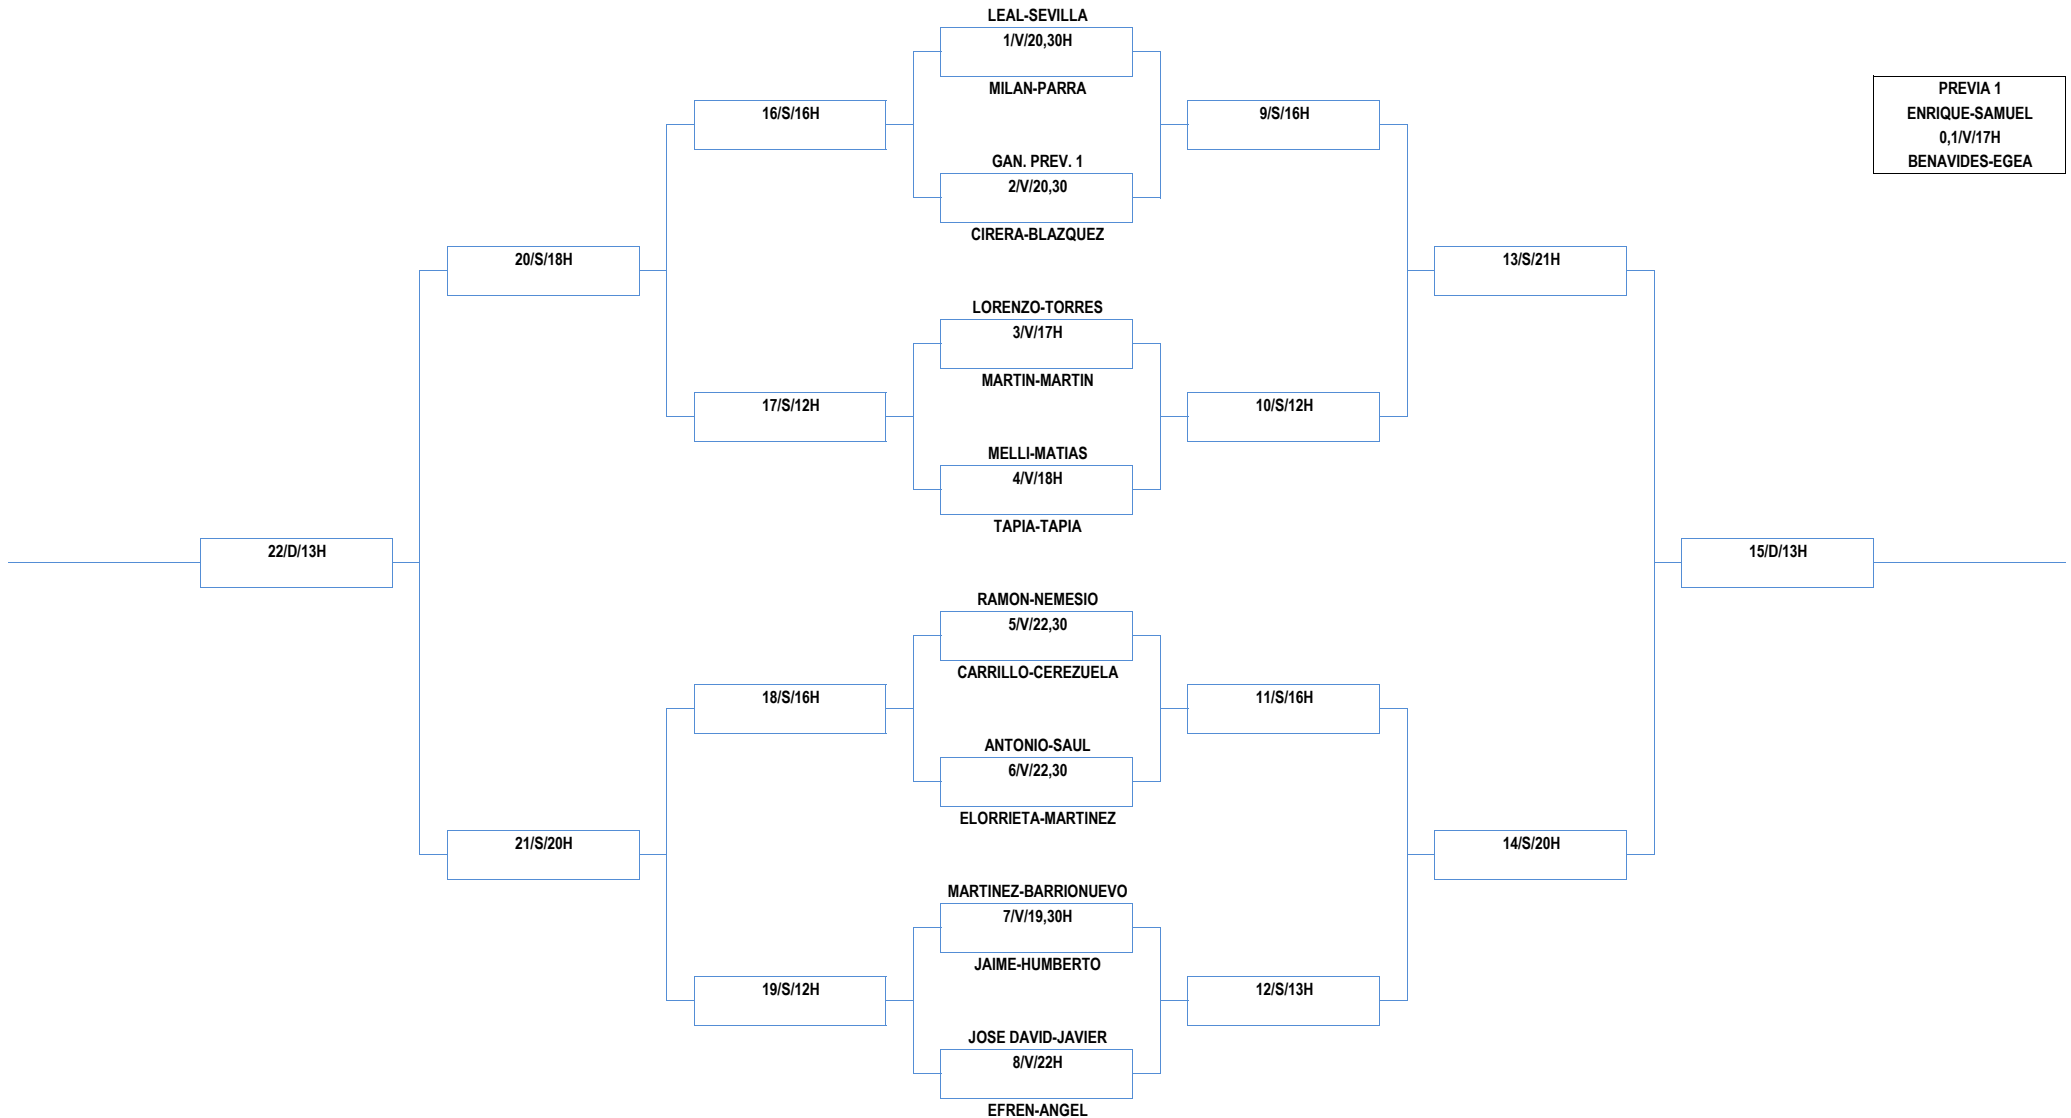 LEAL-SEVILLA
1/V/20,30H
MILAN-PARRA
PREVIA 1
ENRIQUE-SAMUEL
0,1/V/17H
BENAVIDES-EGEA
16/S/16H
9/S/16H
GAN. PREV. 1
2/V/20,30
CIRERA-BLAZQUEZ
20/S/18H
13/S/21H
LORENZO-TORRES
3/V/17H
MARTIN-MARTIN
17/S/12H
10/S/12H
MELLI-MATIAS
4/V/18H
TAPIA-TAPIA
22/D/13H
15/D/13H
RAMON-NEMESIO
5/V/22,30
CARRILLO-CEREZUELA
18/S/16H
11/S/16H
ANTONIO-SAUL
6/V/22,30
ELORRIETA-MARTINEZ
21/S/20H
14/S/20H
MARTINEZ-BARRIONUEVO
7/V/19,30H
JAIME-HUMBERTO
19/S/12H
12/S/13H
JOSE DAVID-JAVIER
8/V/22H
EFREN-ANGEL